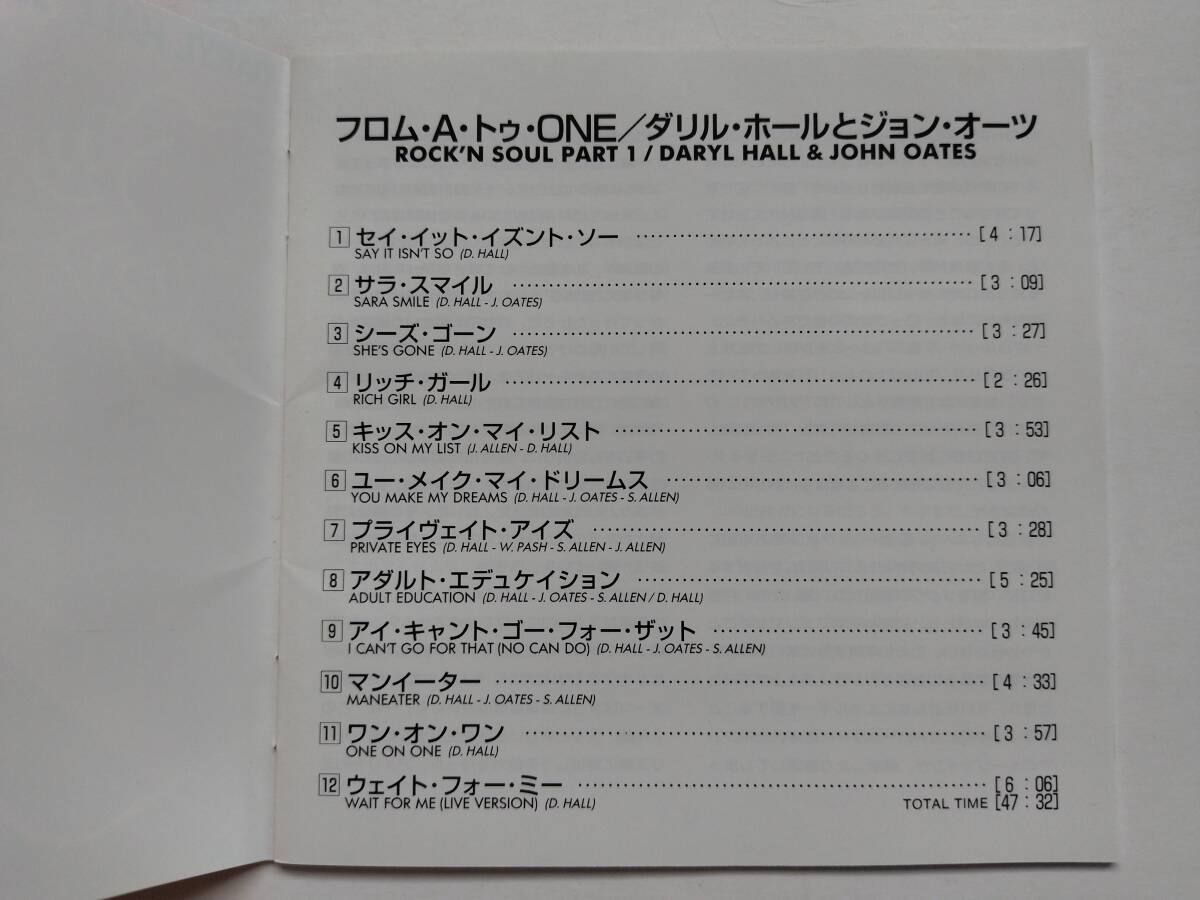 フロム・A・トゥ・ONE／ダリル・ホールとジョン・オーツ
ROCK'N SOUL PART 1 / DARYL HALL & JOHN OATES
1 セイ・イット・イズント・ソー ……………………………………… [4：17]
SAY IT ISN'T SO (D. HALL)
2 サラ・スマイル ……………………………………… [3：09]
SARA SMILE (D. HALL - J. OATES)
3 シーズ・ゴーン ……………………………………… [3：27]
SHE'S GONE (D. HALL - J. OATES)
4 リッチ・ガール ……………………………………… [2：26]
RICH GIRL (D. HALL)
5 キッス・オン・マイ・リスト ……………………………………… [3：53]
KISS ON MY LIST (J. ALLEN - D. HALL)
6 ユー・メイク・マイ・ドリームス ……………………………………… [3：06]
YOU MAKE MY DREAMS (D. HALL - J. OATES - S. ALLEN)
7 プライヴェイト・アイズ ……………………………………… [3：28]
PRIVATE EYES (D. HALL - W. PASH - S. ALLEN - J. ALLEN)
8 アダルト・エデュケイション ……………………………………… [5：25]
ADULT EDUCATION (D. HALL - J. OATES - S. ALLEN / D. HALL)
9 アイ・キャント・ゴー・フォー・ザット ……………………………………… [3：45]
I CAN'T GO FOR THAT (NO CAN DO) (D. HALL - J. OATES - S. ALLEN)
10 マンイーター ……………………………………… [4：33]
MANEATER (D. HALL - J. OATES - S. ALLEN)
11 ワン・オン・ワン ……………………………………… [3：57]
ONE ON ONE (D. HALL)
12 ウェイト・フォー・ミー ……………………………………… [6：06]
WAIT FOR ME (LIVE VERSION) (D. HALL)
TOTAL TIME [47：32]